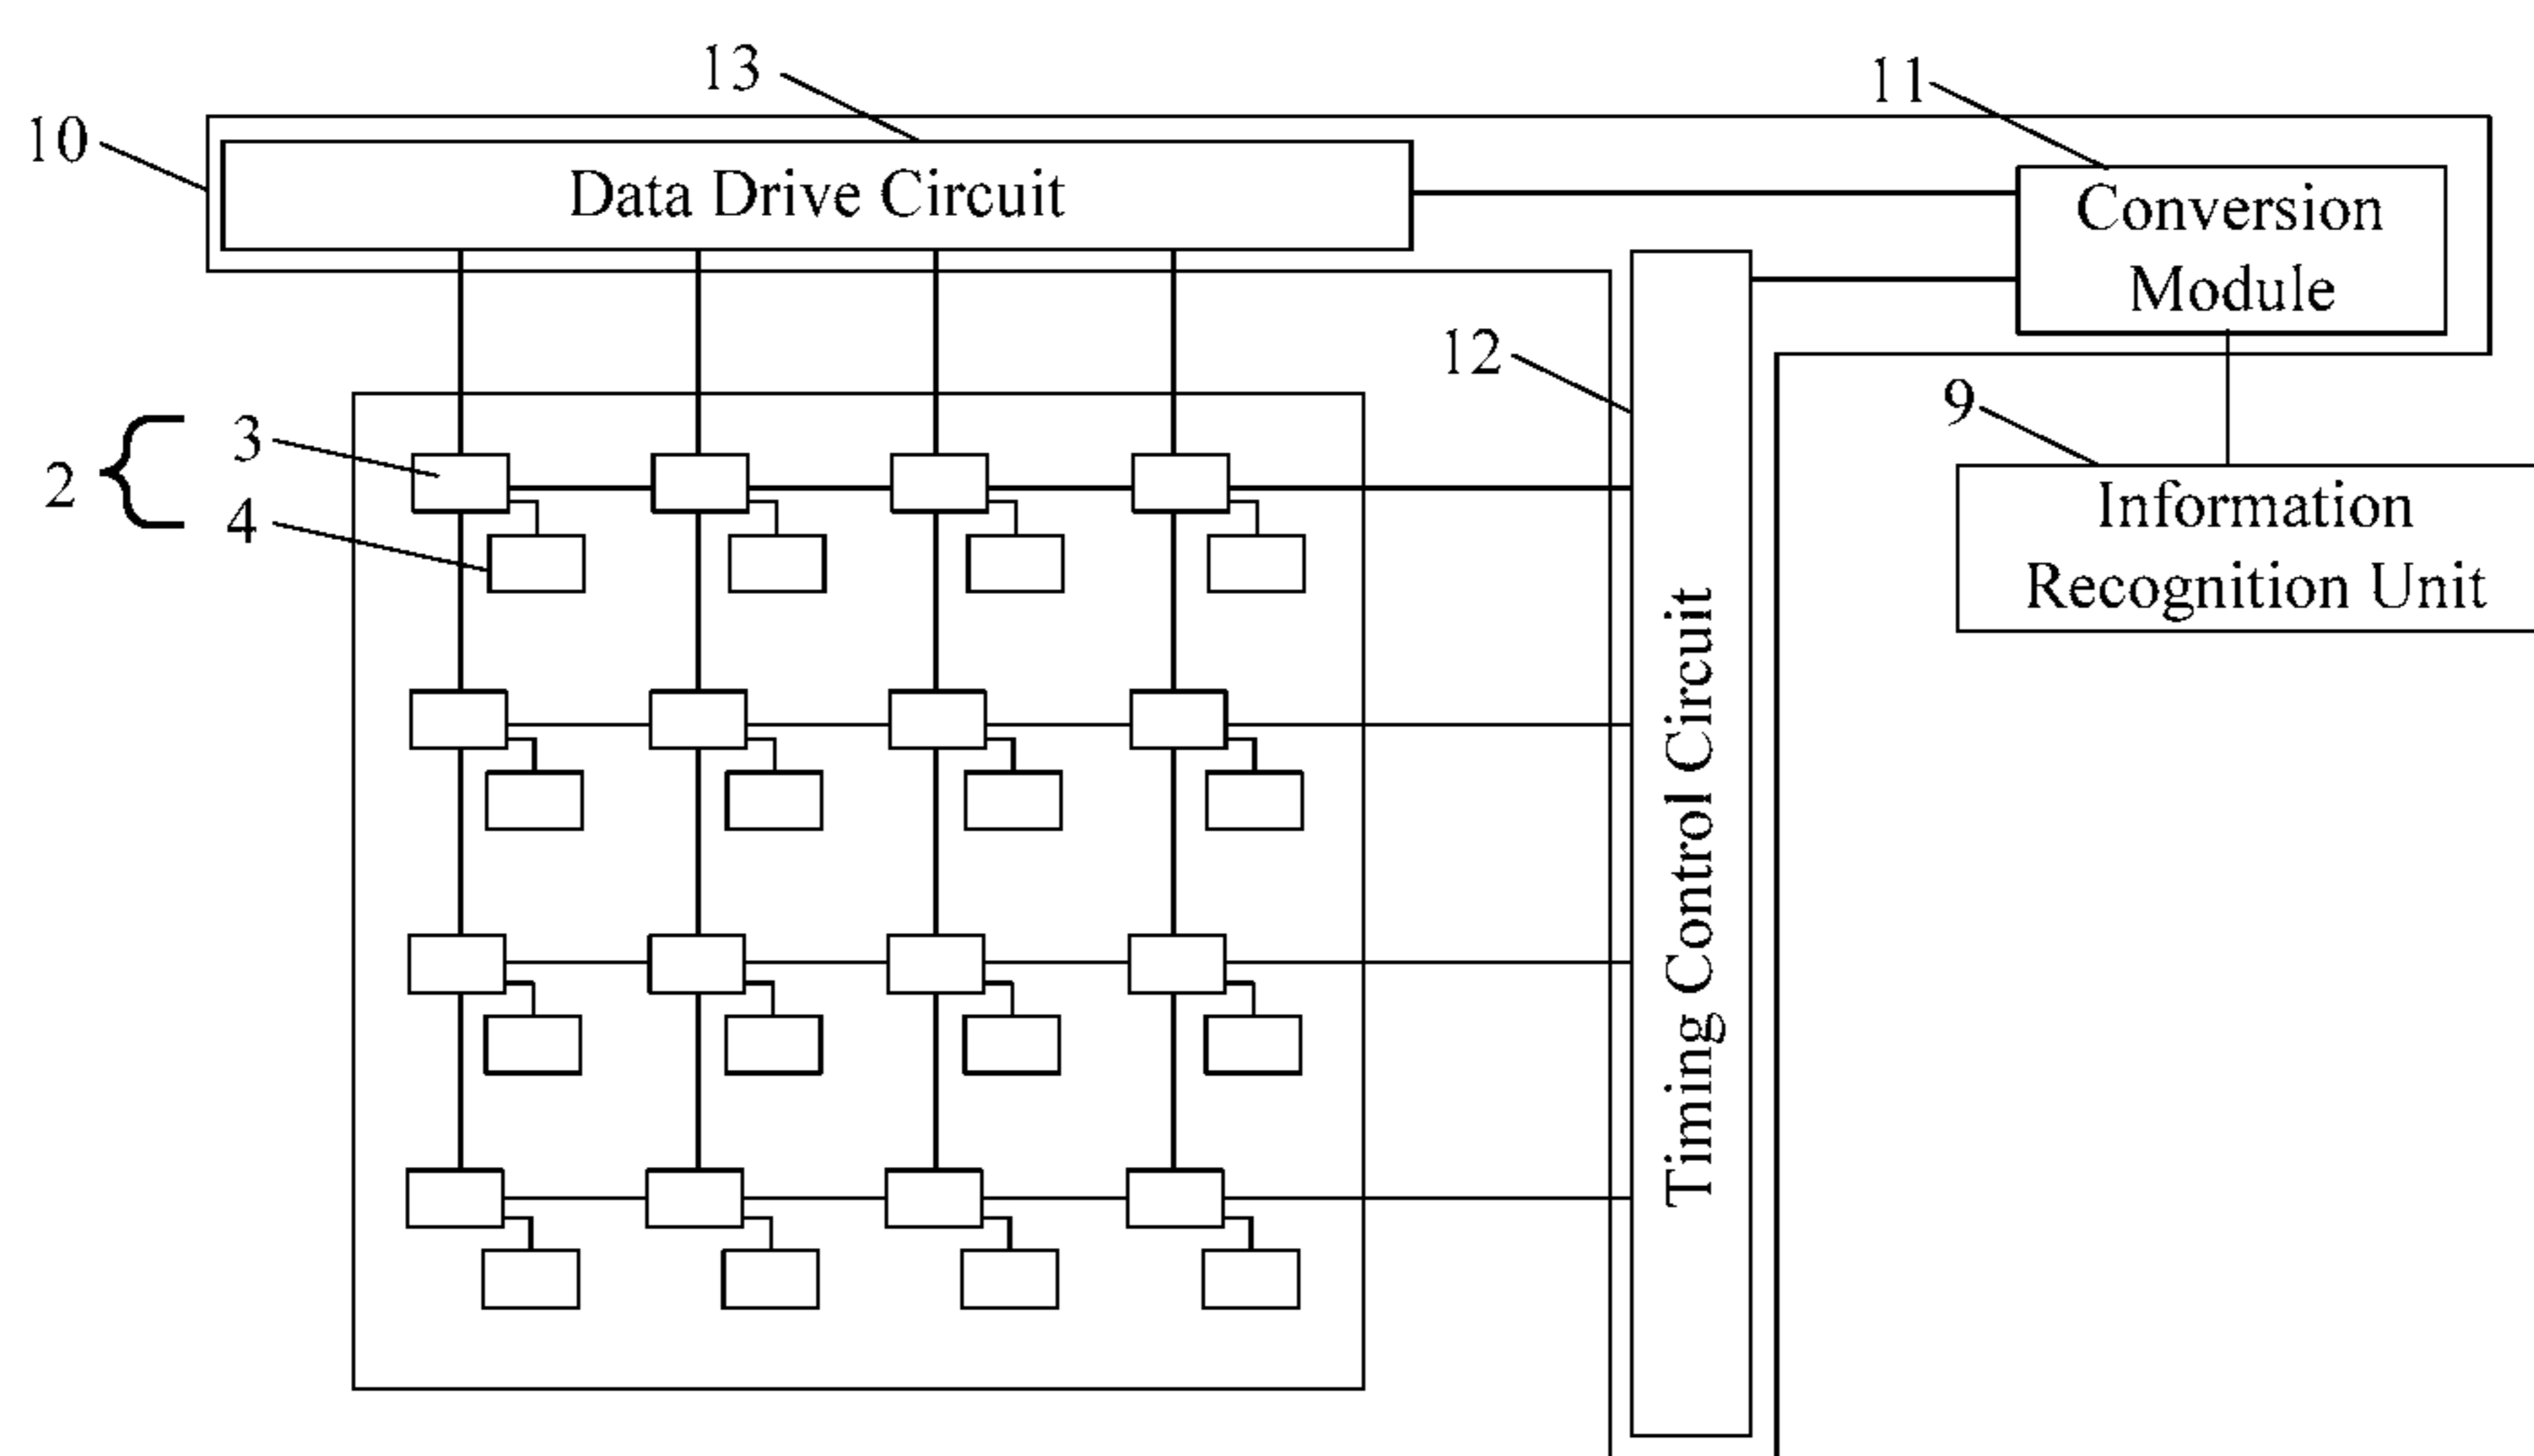 13
11
10
Data Drive Circuit
Conversion
Module
12
9
2
3
4
Information
Recognition Unit
Timing Control Circuit